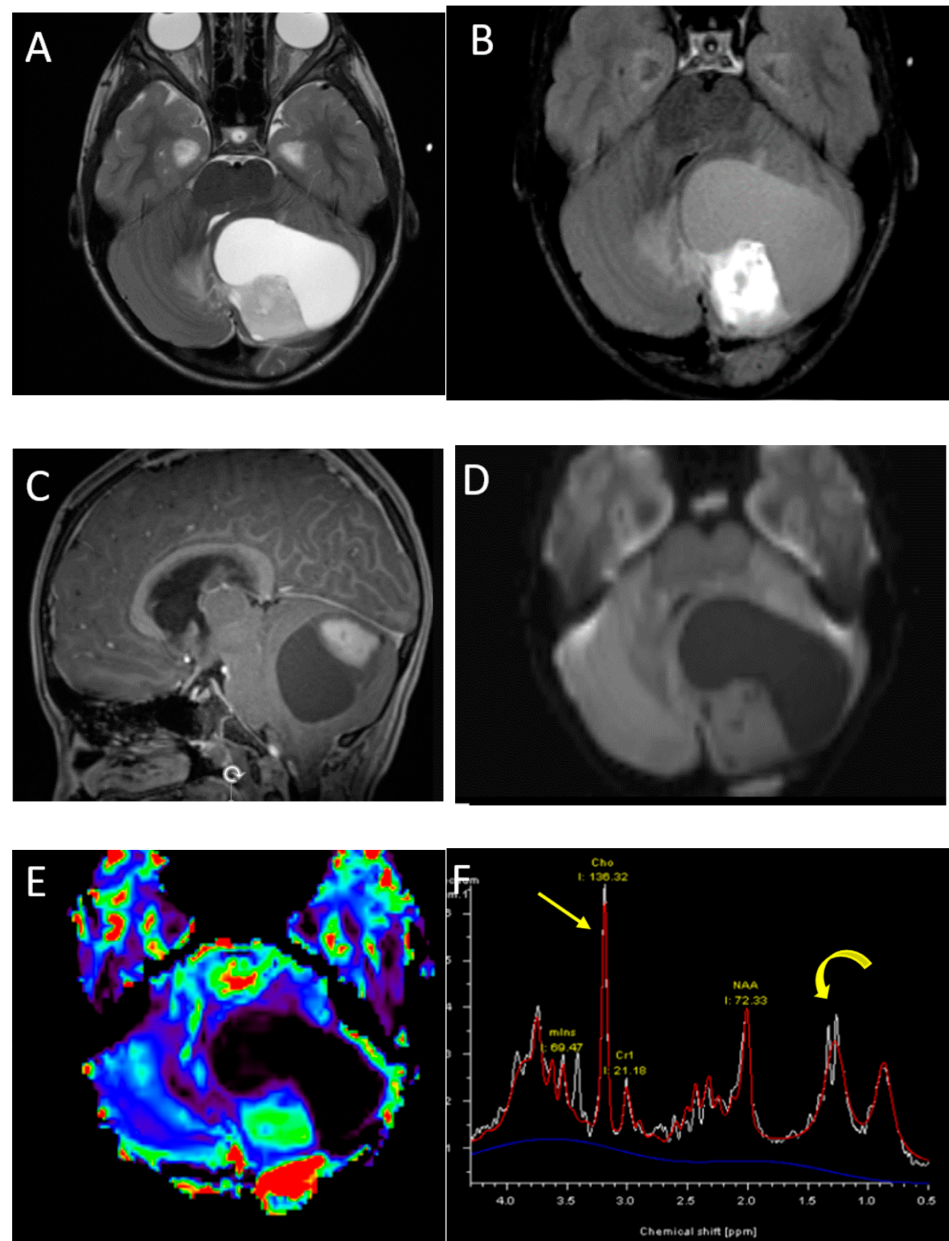 A
B
C
D
E
F
Cho
I: 136.32
NAA
I: 72.33
mIns
I: 69.47
Cr1
I: 21.18
4.0 3.5 3.0 2.5 2.0 1.5 1.0 0.5
Chemical shift [ppm]